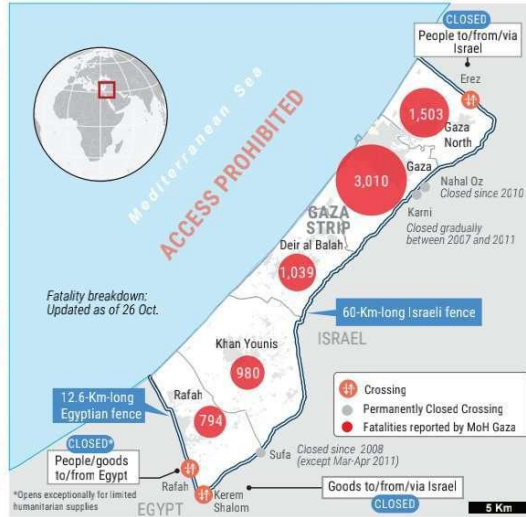 CLOSED
People to/from/via
Israel
Erez
1,503
Gaza
North
Mediterranean Sea
ACCESS PROHIBITED
3,010
Gaza
Nahal Oz
Closed since 2010
Karni
Closed gradually
between 2007 and 2011
GAZA
STRIP
Deir al Balah
1,039
Fatality breakdown:
Updated as of 26 Oct.
60-Km-long Israeli fence
ISRAEL
Khan Younis
980
12.6-Km-long
Egyptian fence
Rafah
794
Crossing
Permanently Closed Crossing
Fatalities reported by MoH Gaza
CLOSED*
People/goods
to/from Egypt
Sufa
Closed since 2008
(except Mar-Apr 2011)
Rafah
*Opens exceptionally for limited
humanitarian supplies
EGYPT
Kerem
Shalom
Goods to/from/via Israel
CLOSED
5 Km